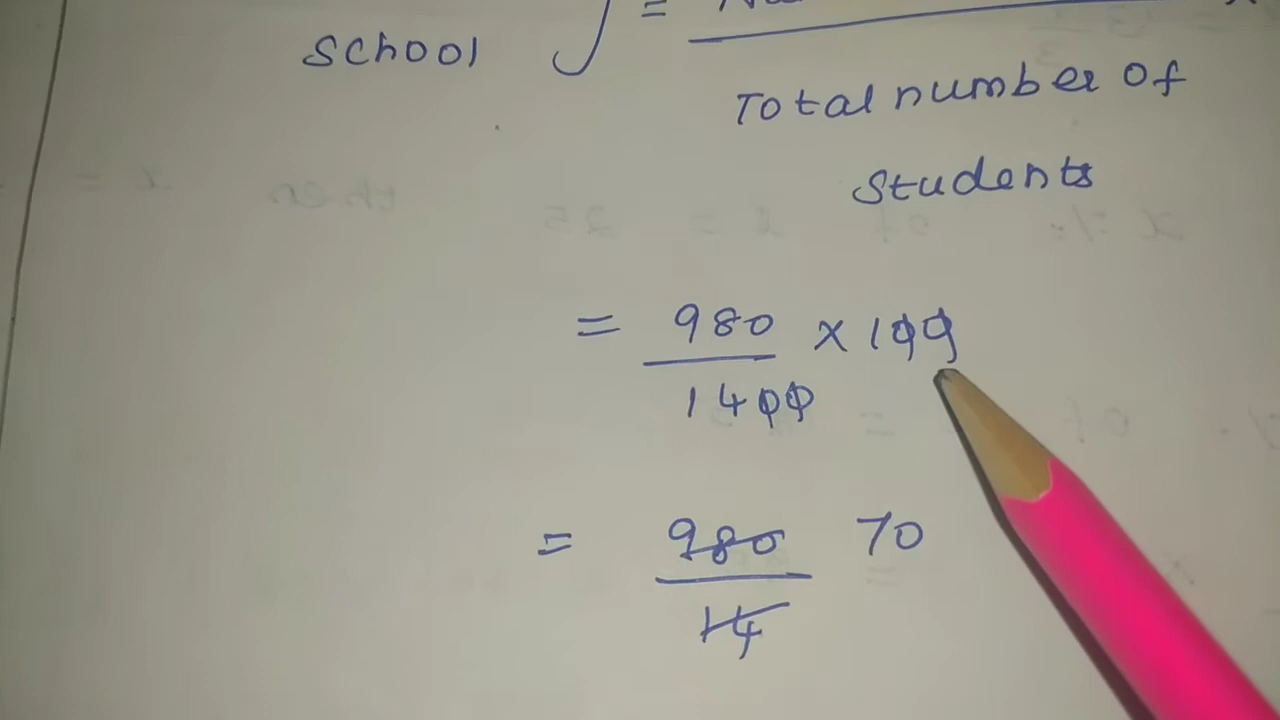 school =
Total number of
students
= 980 × 100
1400
= 980 70
14